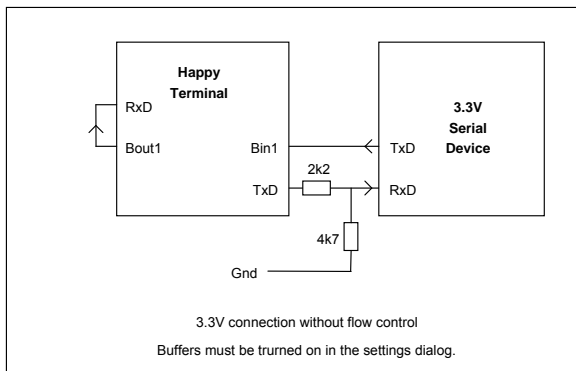 Happy
Terminal
RxD
Bout1
Bin1
TxD
2k2
4k7
Gnd
3.3V
Serial
Device
TxD
RxD
3.3V connection without flow control
Buffers must be trurned on in the settings dialog.